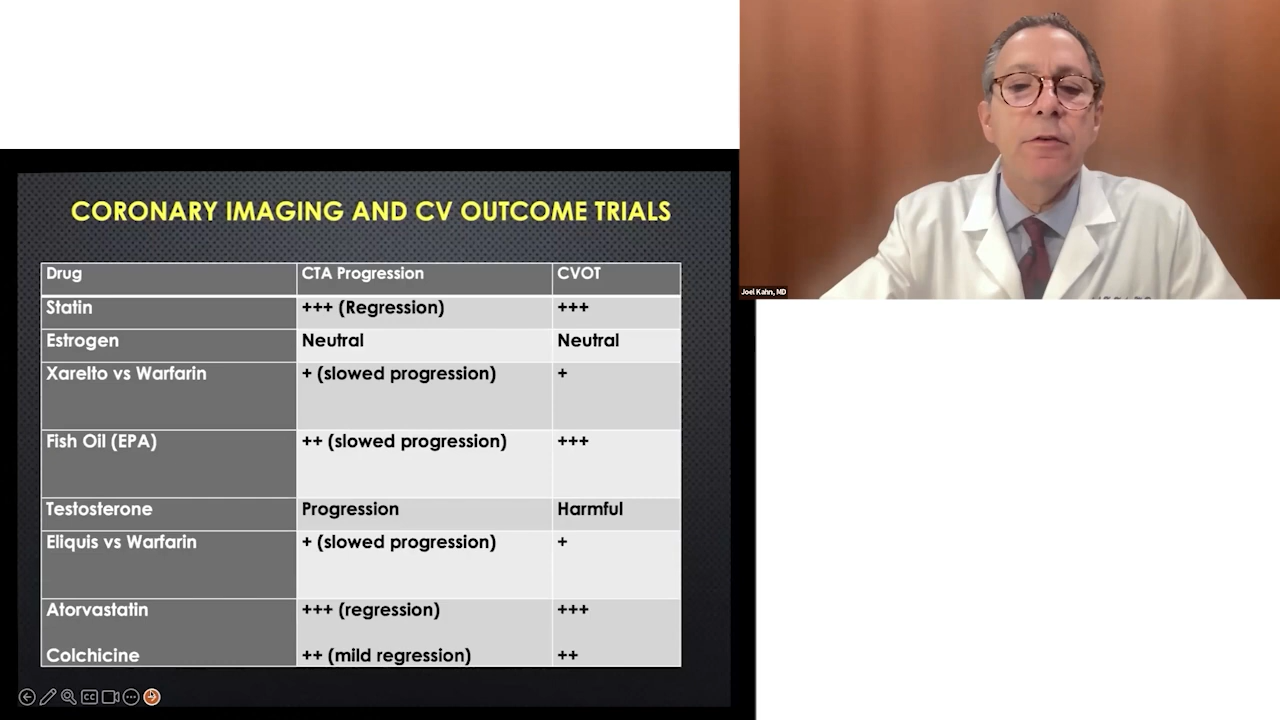 CORONARY IMAGING AND CV OUTCOME TRIALS
Drug CTA Progression CVOT
Statin +++ (Regression) +++
Estrogen Neutral Neutral
Xarelto vs Warfarin + (slowed progression) +
Fish Oil (EPA) ++ (slowed progression) +++
Testosterone Progression Harmful
Eliquis vs Warfarin + (slowed progression) +
Atorvastatin +++ (regression) +++
Colchicine ++ (mild regression) ++
CC
Joel Kahn, MD